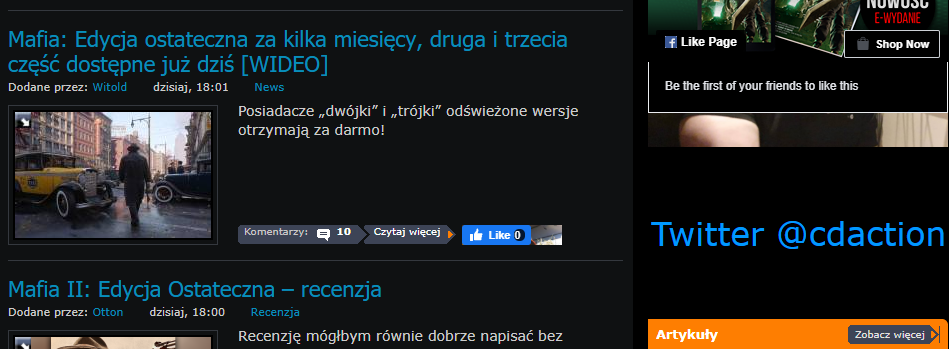 Mafia: Edycja ostateczna za kilka miesięcy, druga i trzecia
część dostępne już dziś [WIDEO]
Dodane przez: Witold dzisiaj, 18:01 News
Posiadacze „dwójki” i „trójki” odświeżone wersje
otrzymają za darmo!
Komentarzy: 10 Czytaj więcej Like 0
Mafia II: Edycja Ostateczna – recenzja
Dodane przez: Otton dzisiaj, 18:00 Recenzja
Recenzję mógłbym równie dobrze napisać bez
NOWOŚĆ
E-WYDANIE
Like Page
Shop Now
Be the first of your friends to like this
Twitter @cdaction
Artykuły Zobacz więcej